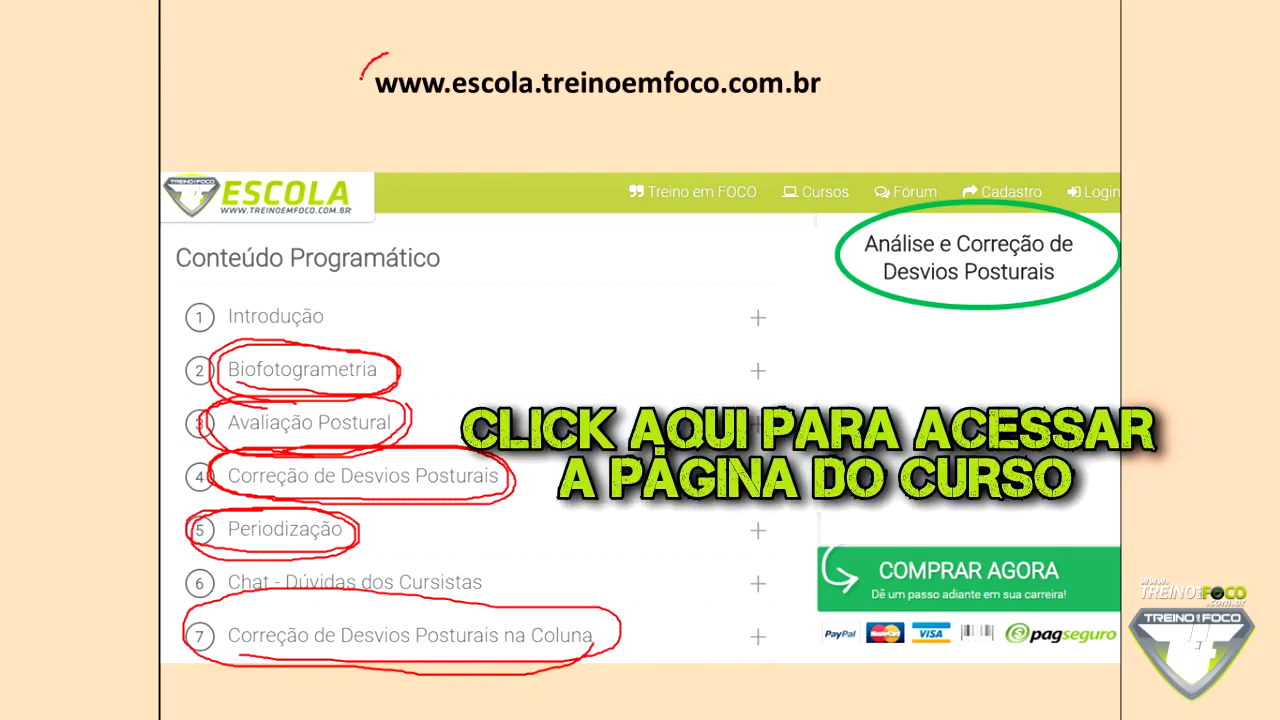 www.escola.treinoemfoco.com.br
TREINO EM FOCO
ESCOLA
WWW.TREINOEMFOCO.COM.BR
Treino em FOCO Cursos Fórum Cadastro Login
Análise e Correção de
Desvios Posturais
Conteúdo Programático
1 Introdução +
2 Biofotogrametria +
3 Avaliação Postural
4 Correção de Desvios Posturais
5 Periodização +
6 Chat - Dúvidas dos Cursistas +
7 Correção de Desvios Posturais na Coluna +
CLICK AQUI PARA ACESSAR
A PÁGINA DO CURSO
COMPRAR AGORA
Dê um passo adiante em sua carreira!
PayPal MasterCard VISA pagseguro
www.
TREINO EM FOCO
.com.br
TREINO EM FOCO